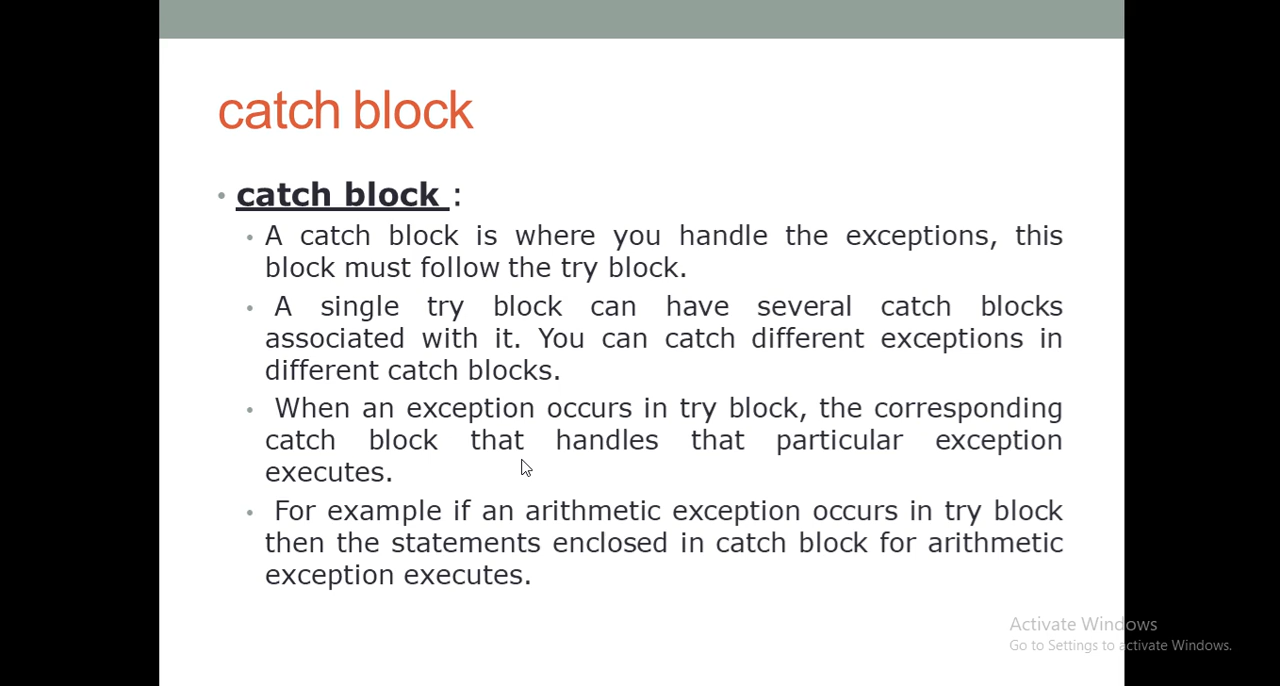 catch block
• catch block :
• A catch block is where you handle the exceptions, this
block must follow the try block.
• A single try block can have several catch blocks
associated with it. You can catch different exceptions in
different catch blocks.
• When an exception occurs in try block, the corresponding
catch block that handles that particular exception
executes.
• For example if an arithmetic exception occurs in try block
then the statements enclosed in catch block for arithmetic
exception executes.
Activate Windows
Go to Settings to activate Windows.